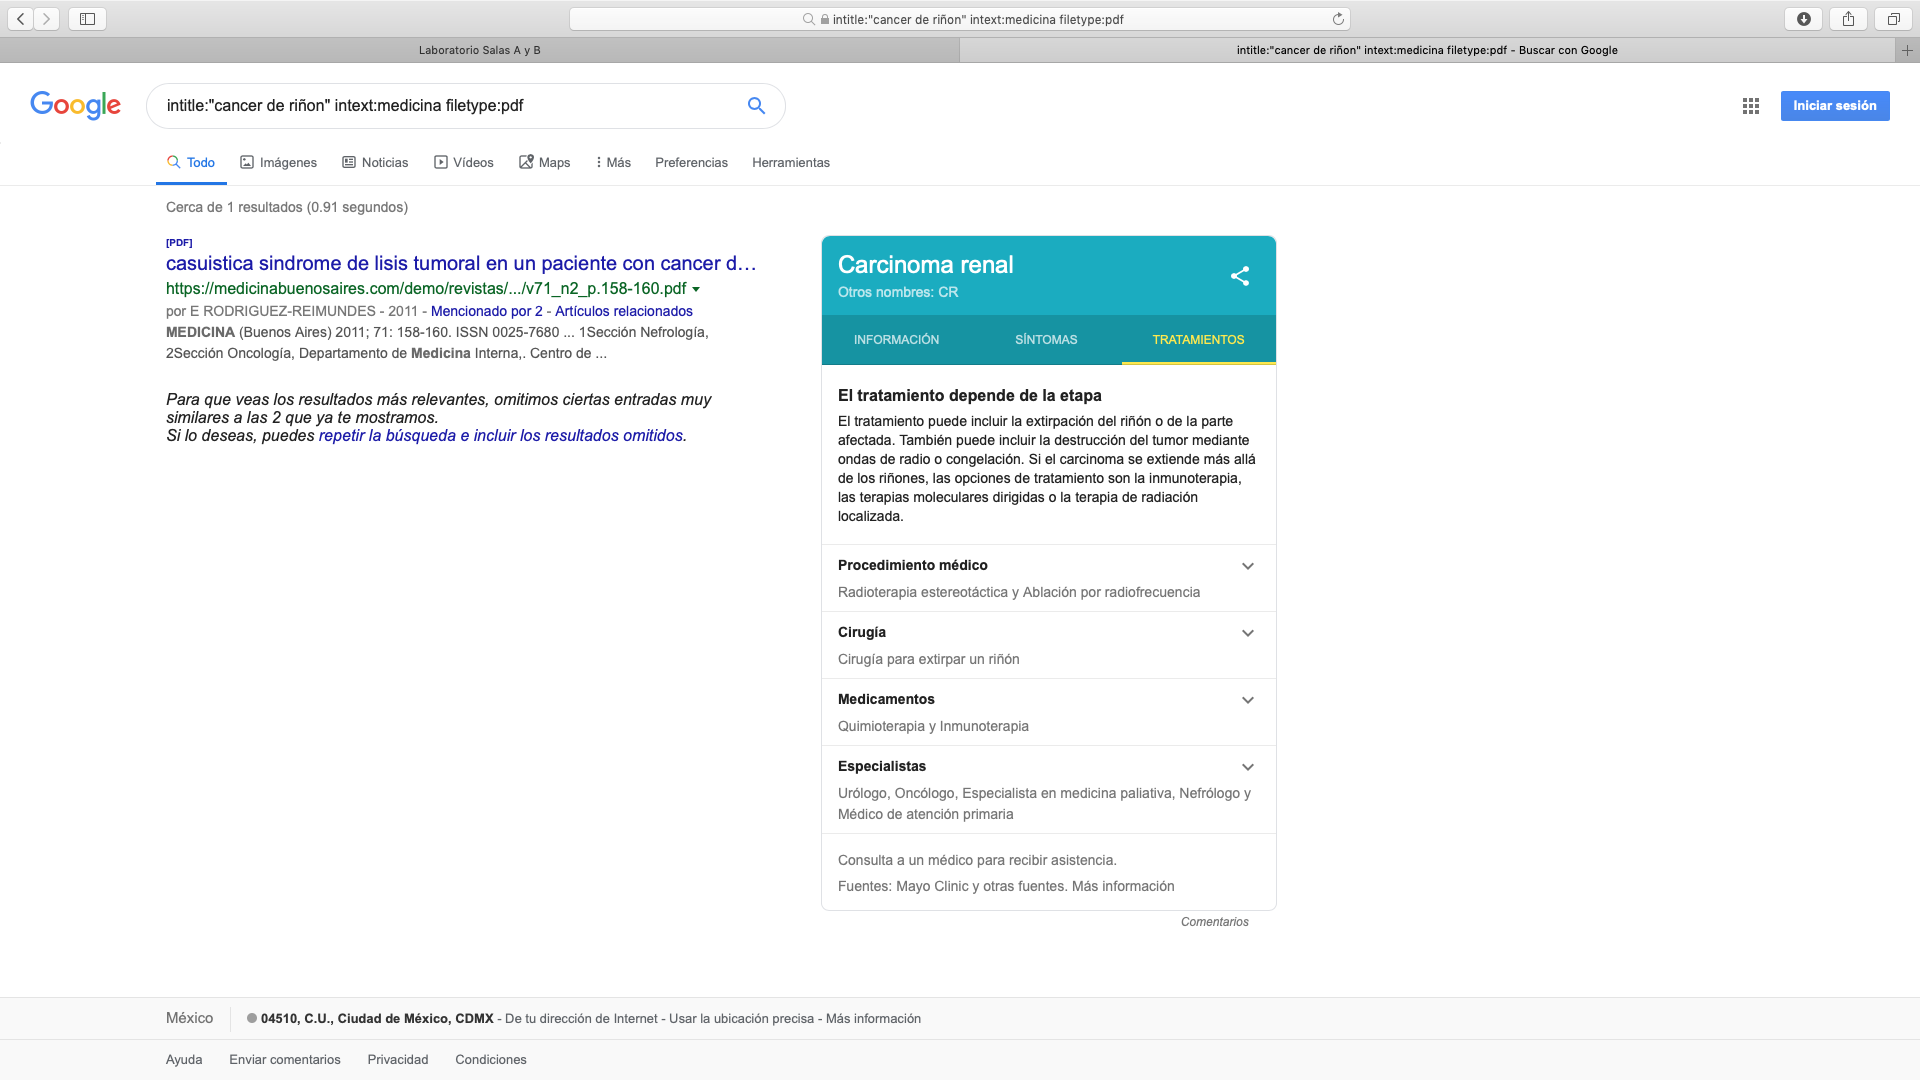 intitle:"cancer de riñon" intext:medicina filetype:pdf
Laboratorio Salas A y B
intitle:"cancer de riñon" intext:medicina filetype:pdf - Buscar con Google
Google
intitle:"cancer de riñon" intext:medicina filetype:pdf
Iniciar sesión
Todo Imágenes Noticias Vídeos Maps Más Preferencias Herramientas
Cerca de 1 resultados (0.91 segundos)
[PDF]
casuistica sindrome de lisis tumoral en un paciente con cancer d...
https://medicinabuenosaires.com/demo/revistas/.../v71_n2_p.158-160.pdf
por E RODRIGUEZ-REIMUNDES - 2011 - Mencionado por 2 - Artículos relacionados
MEDICINA (Buenos Aires) 2011; 71: 158-160. ISSN 0025-7680 ... 1Sección Nefrología,
2Sección Oncología, Departamento de Medicina Interna,. Centro de ...
Para que veas los resultados más relevantes, omitimos ciertas entradas muy
similares a las 2 que ya te mostramos.
Si lo deseas, puedes repetir la búsqueda e incluir los resultados omitidos.
Carcinoma renal
Otros nombres: CR
INFORMACIÓN SÍNTOMAS TRATAMIENTOS
El tratamiento depende de la etapa
El tratamiento puede incluir la extirpación del riñón o de la parte
afectada. También puede incluir la destrucción del tumor mediante
ondas de radio o congelación. Si el carcinoma se extiende más allá
de los riñones, las opciones de tratamiento son la inmunoterapia,
las terapias moleculares dirigidas o la terapia de radiación
localizada.
Procedimiento médico
Radioterapia estereotáctica y Ablación por radiofrecuencia
Cirugía
Cirugía para extirpar un riñón
Medicamentos
Quimioterapia y Inmunoterapia
Especialistas
Urólogo, Oncólogo, Especialista en medicina paliativa, Nefrólogo y
Médico de atención primaria
Consulta a un médico para recibir asistencia.
Fuentes: Mayo Clinic y otras fuentes. Más información
Comentarios
México
04510, C.U., Ciudad de México, CDMX - De tu dirección de Internet - Usar la ubicación precisa - Más información
Ayuda Enviar comentarios Privacidad Condiciones